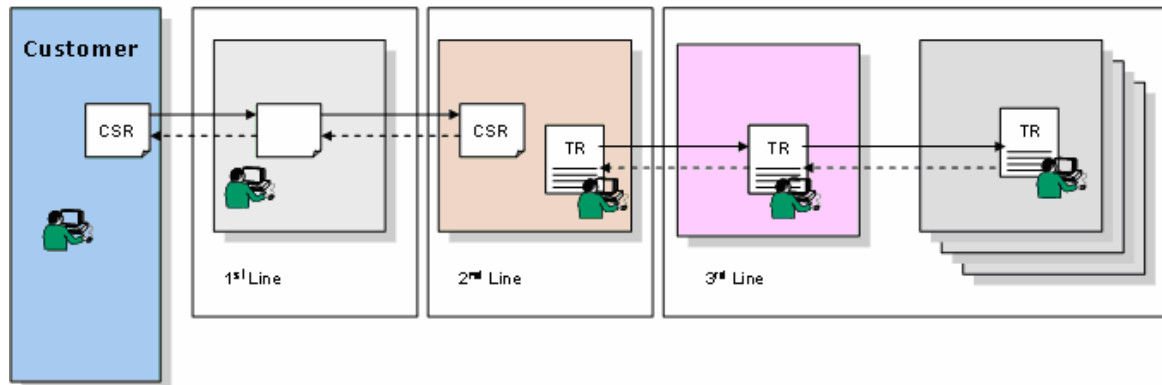 Customer
CSR
CSR
TR
TR
TR
1st Line
2nd Line
3rd Line